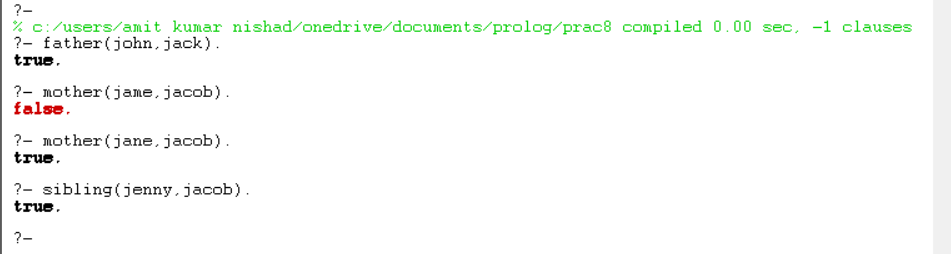 ?-
% c:/users/amit kumar nishad/onedrive/documents/prolog/prac8 compiled 0.00 sec, -1 clauses
?- father(john,jack).
true.
?- mother(jame,jacob).
false.
?- mother(jane,jacob).
true.
?- sibling(jenny,jacob).
true.
?-